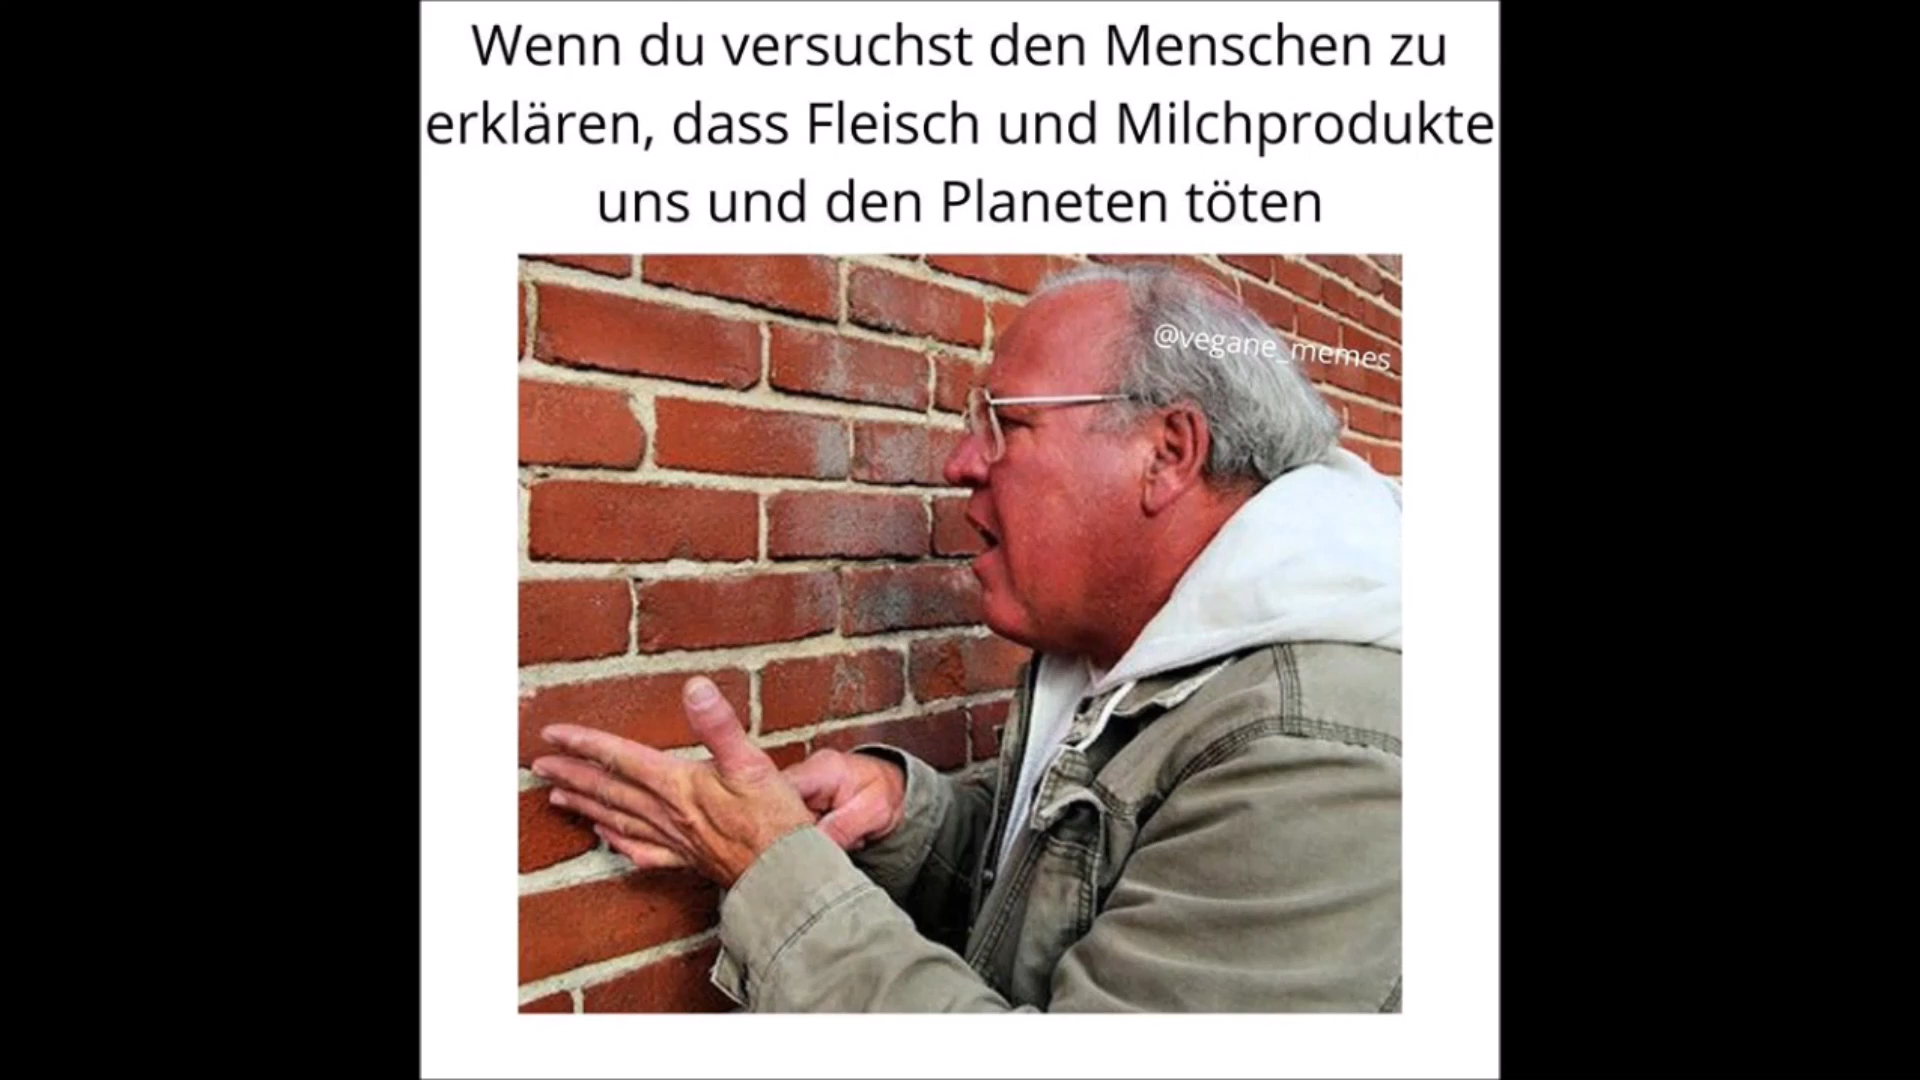 Wenn du versuchst den Menschen zu
erklären, dass Fleisch und Milchprodukte
uns und den Planeten töten
@vegane_memes